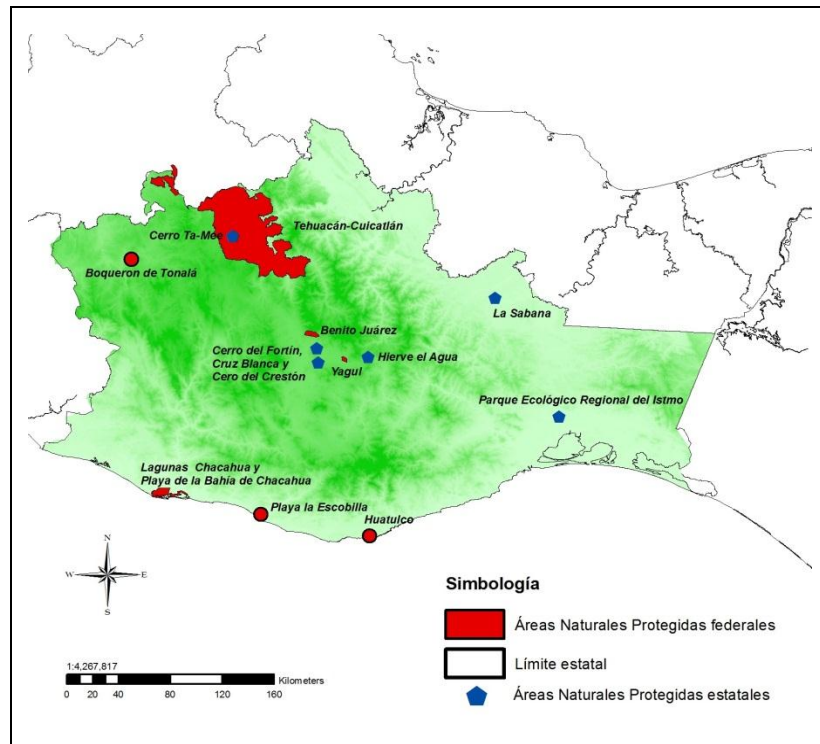 Tehuacán-Cuicatlán
Cerro Ta-Mee
Boqueron de Tonalá
La Sabana
Benito Juárez
Cerro del Fortín,
Cruz Blanca y
Cero del Crestón
Yagul
Hierve el Agua
Parque Ecológico Regional del Istmo
Lagunas Chacahua y
Playa de la Bahía de Chacahua
Playa la Escobilla
Huatulco
N
W
E
S
Simbología
Áreas Naturales Protegidas federales
Límite estatal
Áreas Naturales Protegidas estatales
1:4,267,817
Kilometers
0 20 40 80 120 160